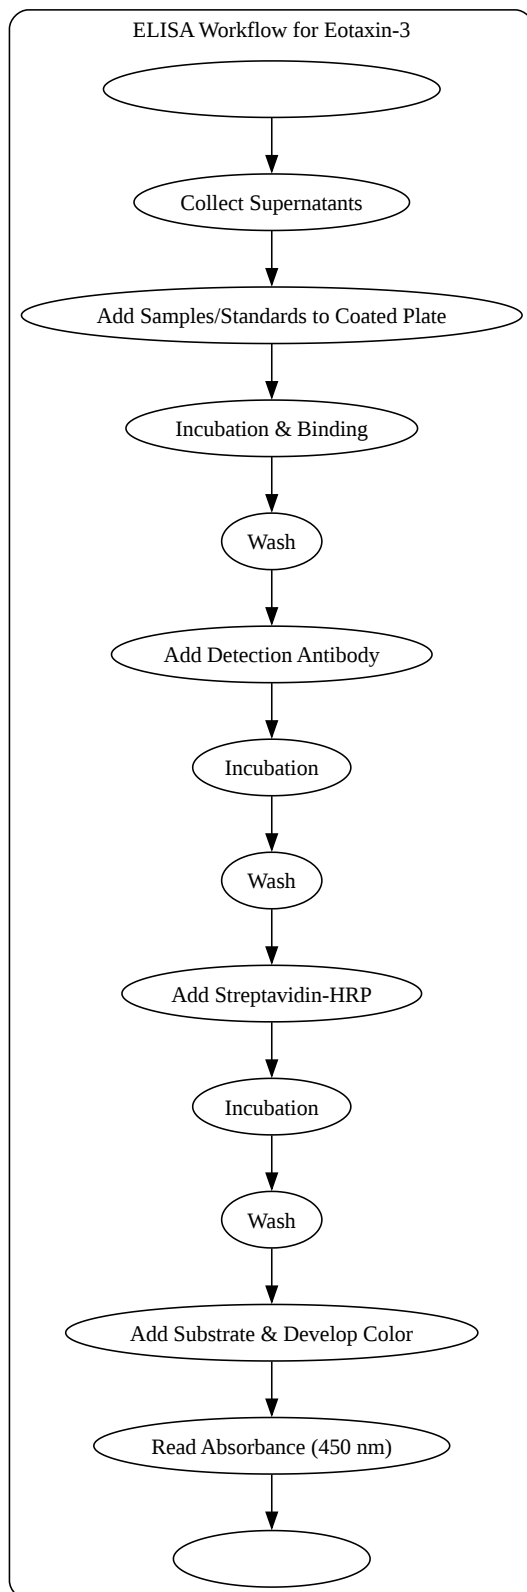 ELISA Workflow for Eotaxin-3
Collect Supernatants
Add Samples/Standards to Coated Plate
Incubation & Binding
Wash
Add Detection Antibody
Incubation
Wash
Add Streptavidin-HRP
Incubation
Wash
Add Substrate & Develop Color
Read Absorbance (450 nm)